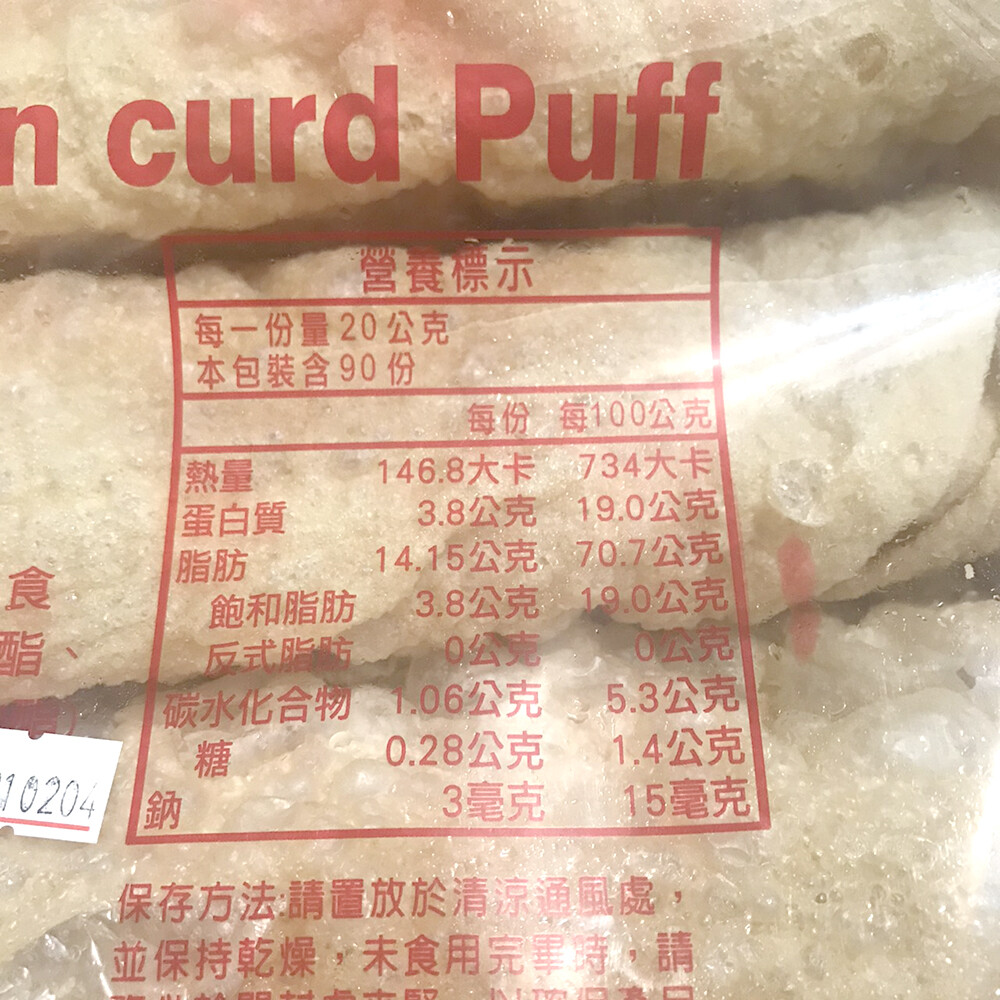 n curd Puff
營養標示
每一份量20公克
本包裝含90份
每份 每100公克
熱量 146.8大卡 734大卡
蛋白質 3.8公克 19.0公克
脂肪 14.15公克 70.7公克
飽和脂肪 3.8公克 19.0公克
反式脂肪 0公克 0公克
碳水化合物 1.06公克 5.3公克
糖 0.28公克 1.4公克
鈉 3毫克 15毫克
食
酯、
10204
保存方法:請置放於清涼通風處,
並保持乾燥,未食用完畢時,請